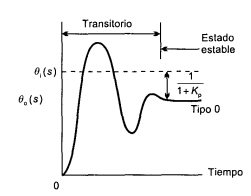 Transitorio
Estado
estable
θᵢ(s)
1
1 + Kₚ
θₒ(s)
Tipo 0
Tiempo
0